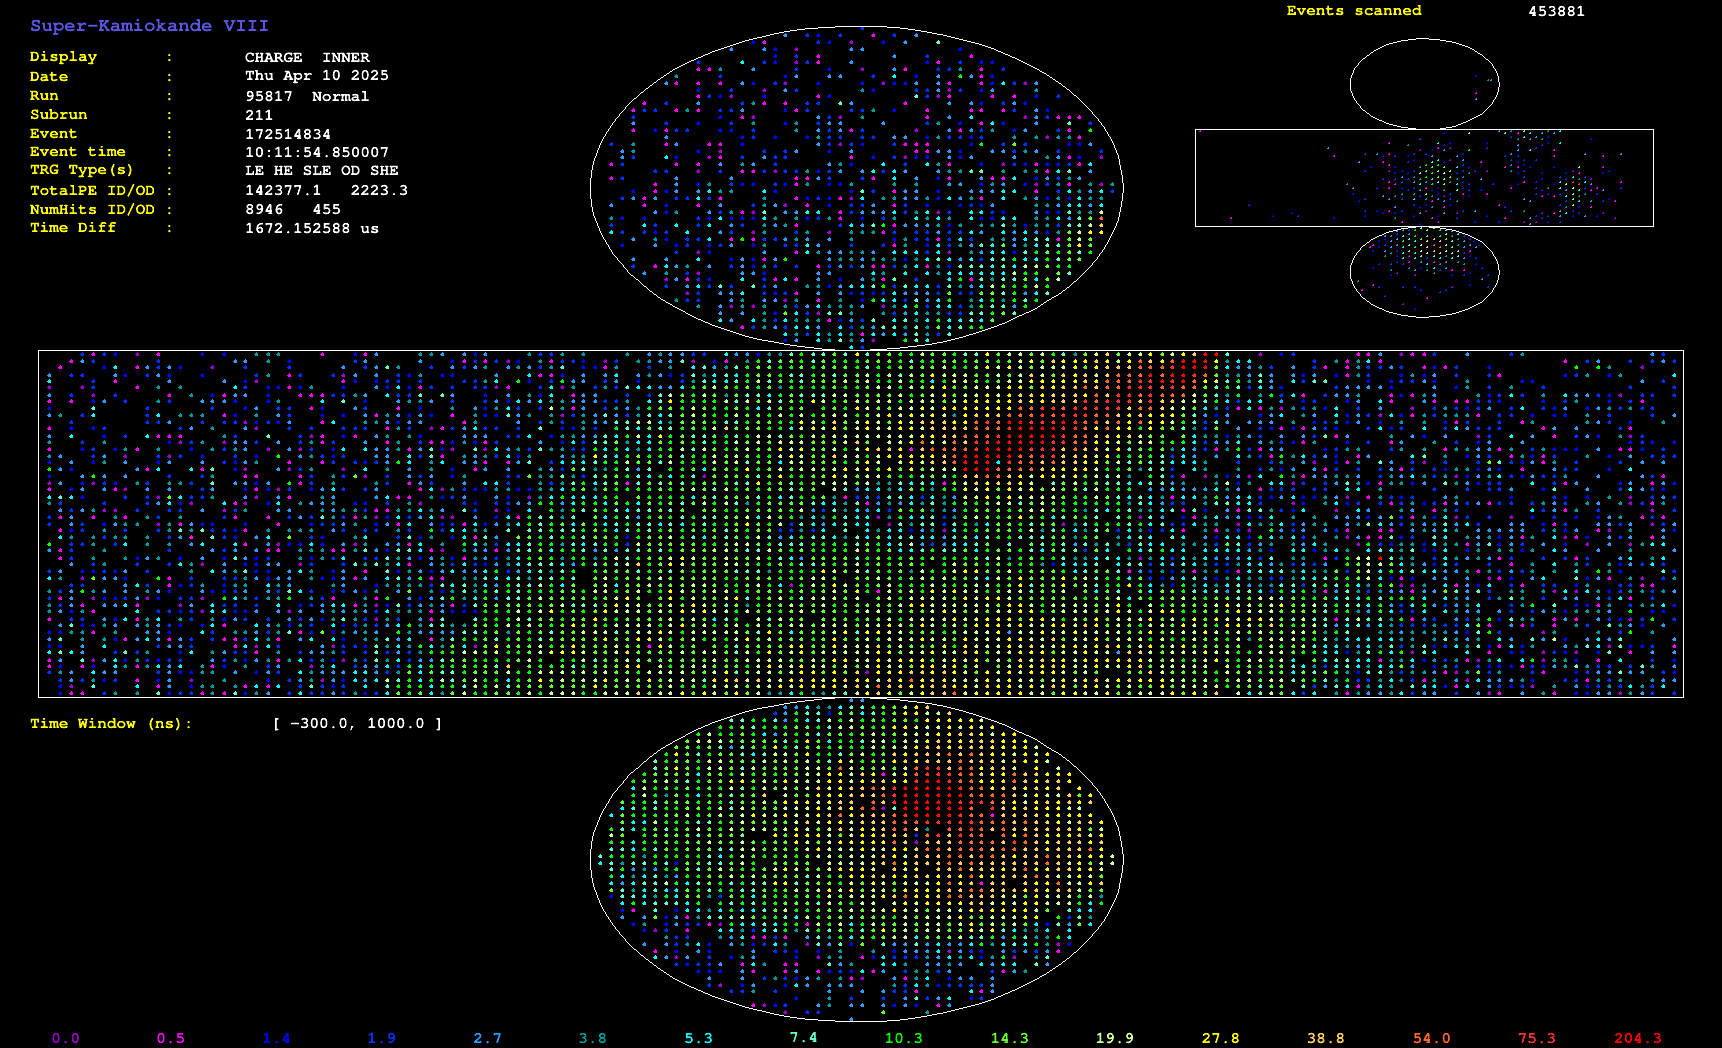 Super-Kamiokande VIII
Events scanned 453881
Display : CHARGE INNER
Date : Thu Apr 10 2025
Run : 95817 Normal
Subrun : 211
Event : 172514834
Event time : 10:11:54.850007
TRG Type(s) : LE HE SLE OD SHE
TotalPE ID/OD : 142377.1 2223.3
NumHits ID/OD : 8946 455
Time Diff : 1672.152588 us
Time Window (ns): [ -300.0, 1000.0 ]
0.0 0.5 1.4 1.9 2.7 3.8 5.3 7.4 10.3 14.3 19.9 27.8 38.8 54.0 75.3 204.3